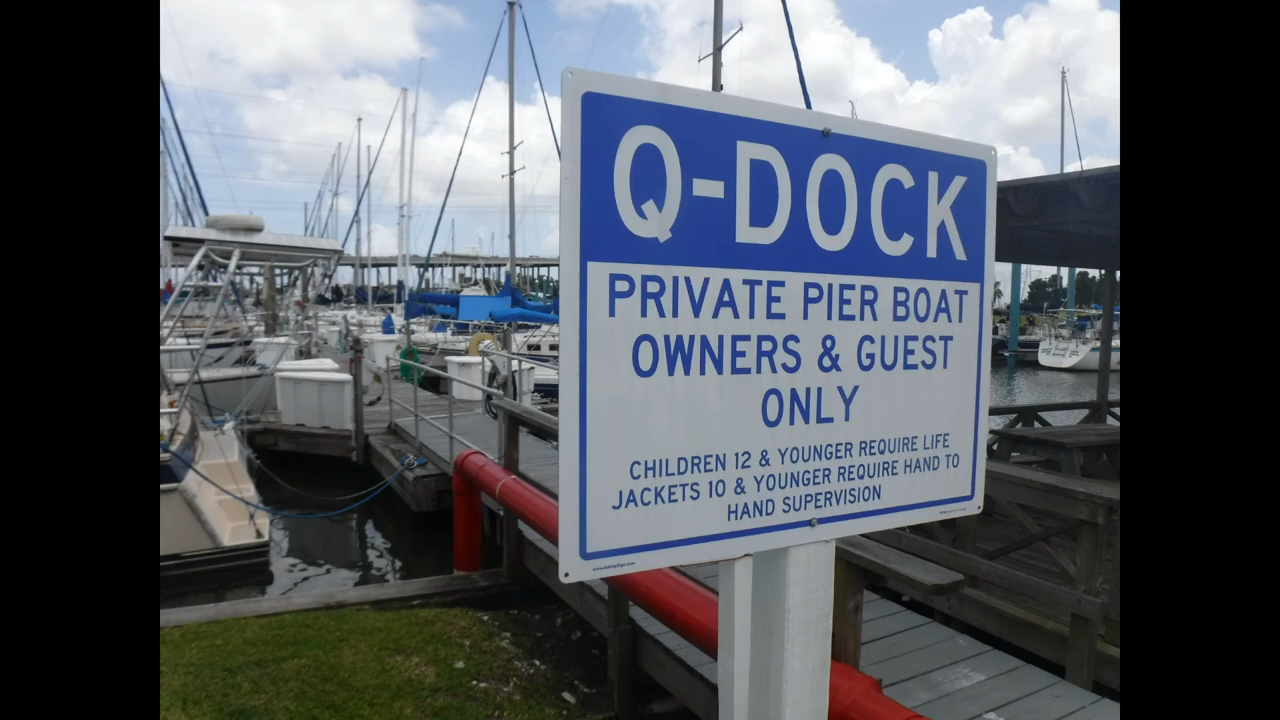 Q-DOCK
PRIVATE PIER BOAT
OWNERS & GUEST
ONLY
CHILDREN 12 & YOUNGER REQUIRE LIFE
JACKETS 10 & YOUNGER REQUIRE HAND TO
HAND SUPERVISION